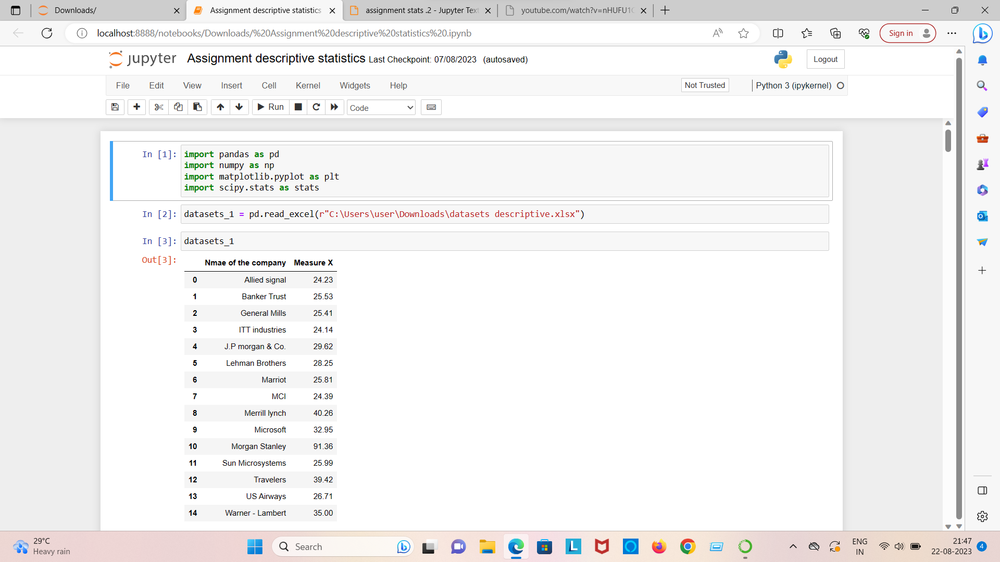 Downloads/
Assignment descriptive statistics
assignment stats .2 - Jupyter Text
youtube.com/watch?v=nHUFU1C
localhost:8888/notebooks/Downloads/%20Assignment%20descriptive%20statistics%20.ipynb
Sign in
jupyter Assignment descriptive statistics Last Checkpoint: 07/08/2023 (autosaved)
Logout
File Edit View Insert Cell Kernel Widgets Help
Not Trusted
Python 3 (ipykernel)
Run
Code
In [1]: import pandas as pd
import numpy as np
import matplotlib.pyplot as plt
import scipy.stats as stats
In [2]: datasets_1 = pd.read_excel(r"C:\Users\user\Downloads\datasets descriptive.xlsx")
In [3]: datasets_1
Out[3]:
Nmae of the company Measure X
0 Allied signal 24.23
1 Banker Trust 25.53
2 General Mills 25.41
3 ITT industries 24.14
4 J.P morgan & Co. 29.62
5 Lehman Brothers 28.25
6 Marriot 25.81
7 MCI 24.39
8 Merrill lynch 40.26
9 Microsoft 32.95
10 Morgan Stanley 91.36
11 Sun Microsystems 25.99
12 Travelers 39.42
13 US Airways 26.71
14 Warner - Lambert 35.00
29°C
Heavy rain
Search
ENG
IN
21:47
22-08-2023
4